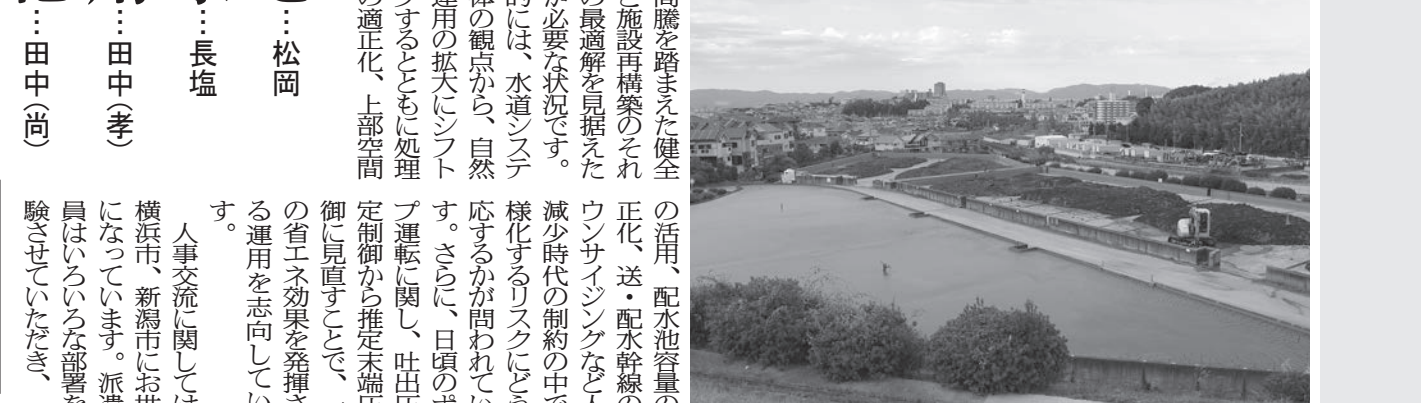 高騰を踏まえた健全
と施設再構築のそれ
の最適解を見据えた
が必要な状況です。
的には、水道システ
体の観点から、自然
運用の拡大にシフト
クするとともに処理
の適正化、上部空間
…松岡
…長塩
…田中(孝)
…田中(尚)
の活用、配水池容量の
正化、送・配水幹線の
ウンサイジングなど人
減少時代の制約の中で
様化するリスクにどう
応するかが問われてい
す。さらに、日頃のポ
プ運転に関し、吐出圧
定制御から推定末端圧
御に見直すことで、
の省エネ効果を発揮さ
る運用を志向してい
す。
人事交流に関しては
横浜市、新潟市にお世
になっています。派遣
員はいろいろな部署を
験させていただき、